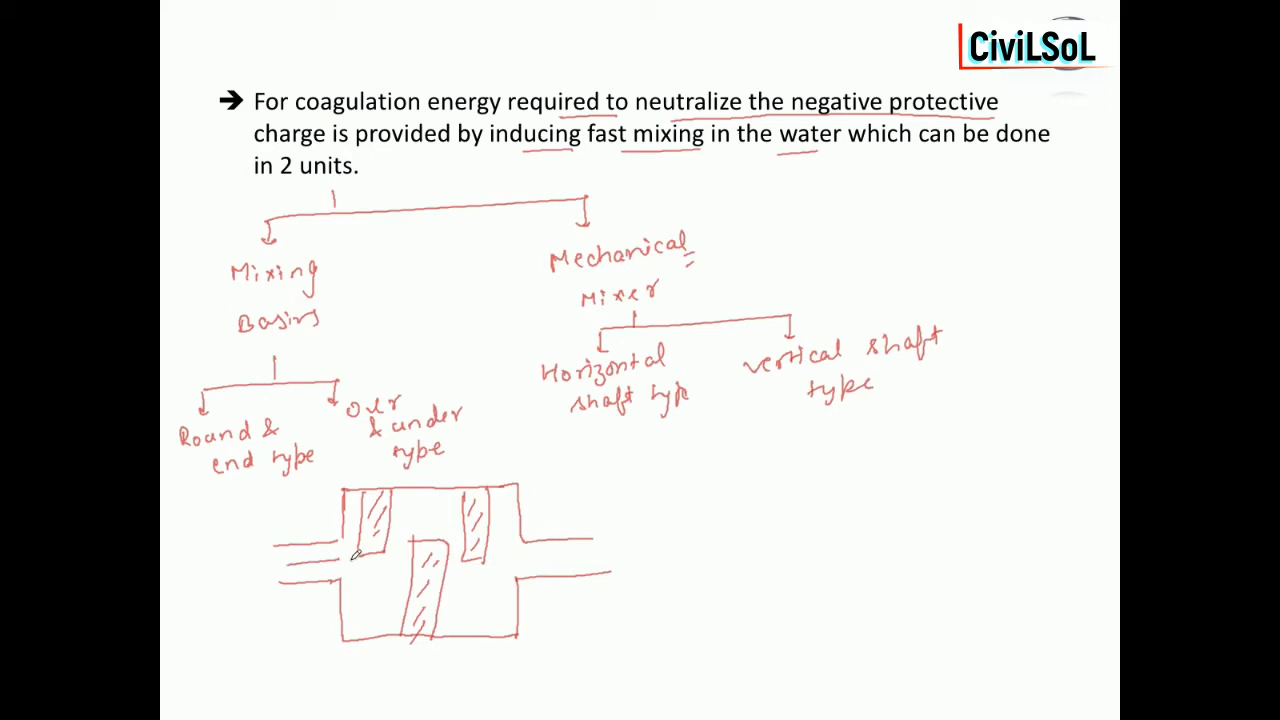 CiviLSoL
➔ For coagulation energy required to neutralize the negative protective
charge is provided by inducing fast mixing in the water which can be done
in 2 units.
Mixing
Basins
Mechanical
Mixer
Round &
end type
Over
& under
type
Horizontal
shaft type
vertical shaft
type